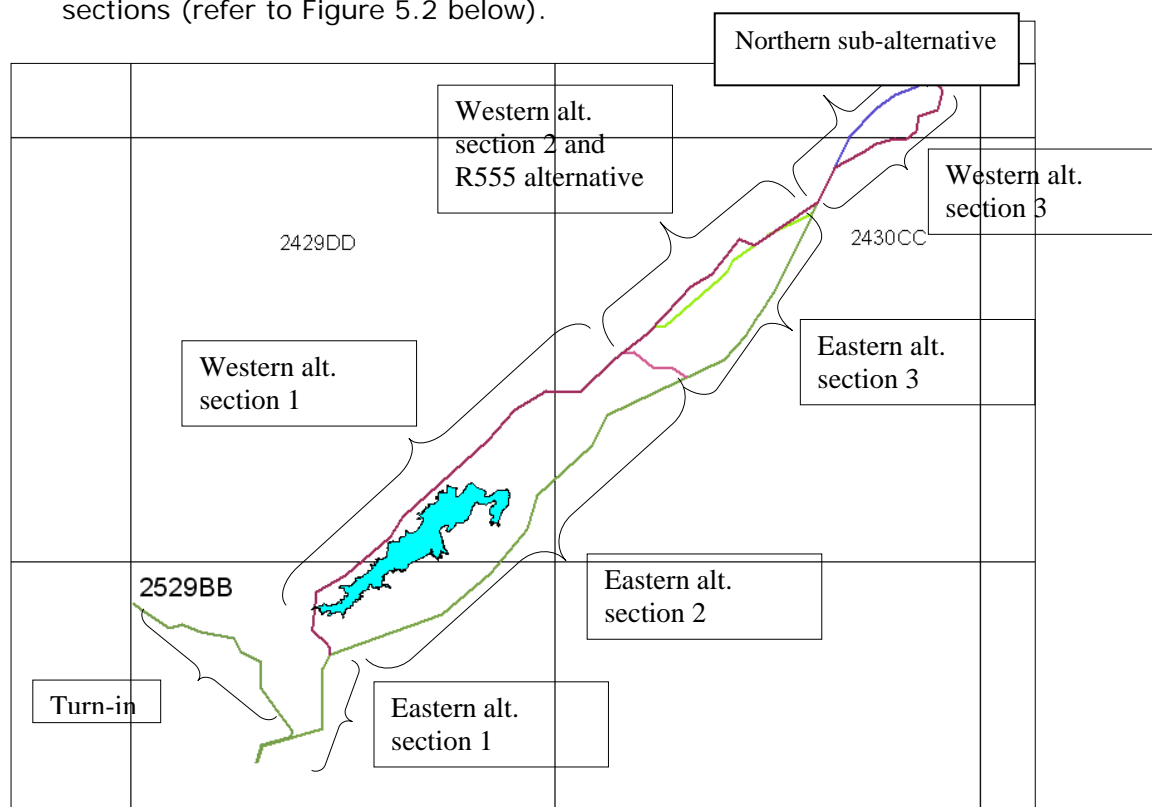 sections (refer to Figure 5.2 below).
Northern sub-alternative
Western alt.
section 2 and
R555 alternative
Western alt.
section 3
2429DD
2430CC
Eastern alt.
section 3
Western alt.
section 1
2529BB
Eastern alt.
section 2
Turn-in
Eastern alt.
section 1